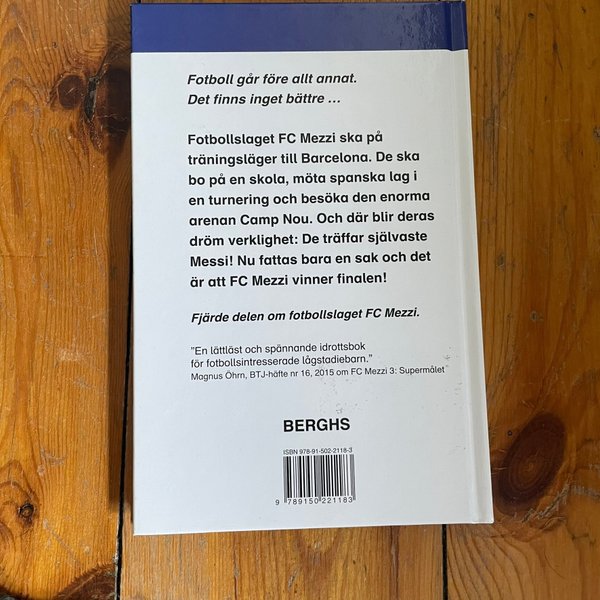 Fotboll går före allt annat.
Det finns inget bättre …
Fotbollslaget FC Mezzi ska på
träningsläger till Barcelona. De ska
bo på en skola, möta spanska lag i
en turnering och besöka den enorma
arenan Camp Nou. Och där blir deras
dröm verklighet: De träffar självaste
Messi! Nu fattas bara en sak och det
är att FC Mezzi vinner finalen!
Fjärde delen om fotbollslaget FC Mezzi.
”En lättläst och spännande idrottsbok
för fotbollsintresserade lågstadiebarn.”
Magnus Öhrn, BTJ-häfte nr 16, 2015 om FC Mezzi 3: Supermålet
BERGHS
ISBN 978-91-502-2118-3
9 789150 221183